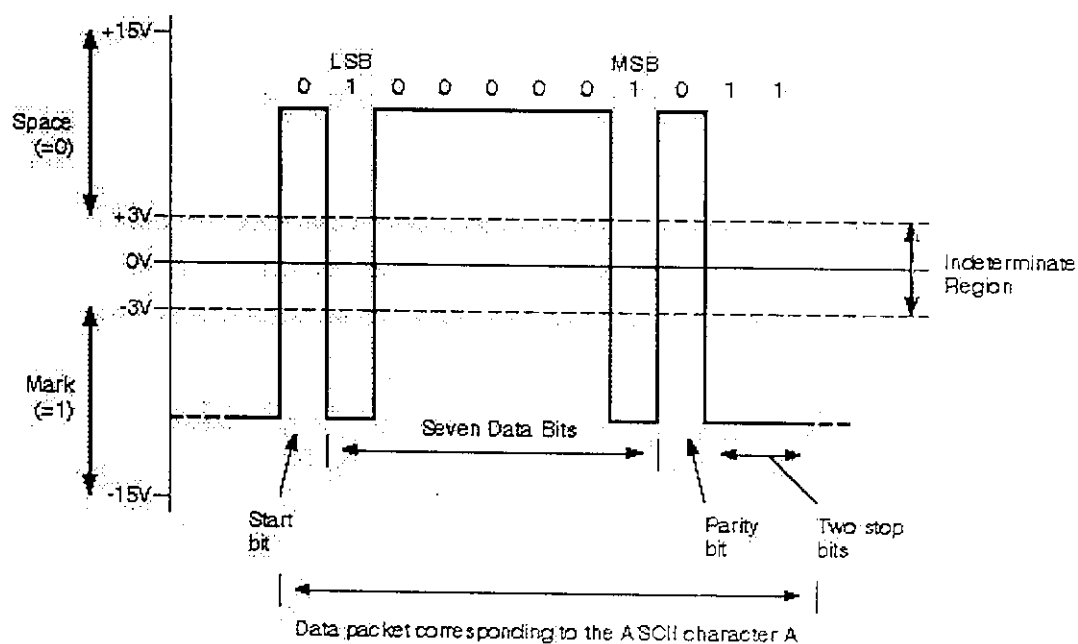 +15V
LSB
MSB
0 1 0 0 0 0 0 1 0 1 1
Space
(=0)
+3V
0V
Indeterminate
Region
-3V
Mark
(=1)
Seven Data Bits
-15V
Start
bit
Parity
bit
Two stop
bits
Data packet corresponding to the ASCII character A